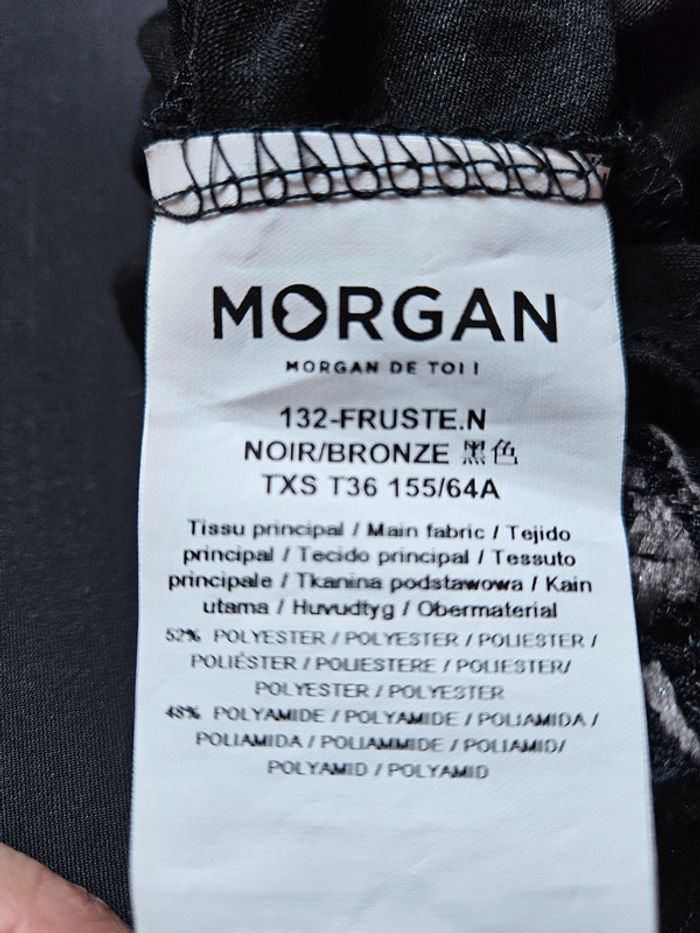 MORGAN
MORGAN DE TOI !
132-FRUSTE.N
NOIR/BRONZE 黑色
TXS T36 155/64A
Tissu principal / Main fabric / Tejido
principal / Tecido principal / Tessuto
principale / Tkanina podstawowa / Kain
utama / Huvudtyg / Obermaterial
52% POLYESTER / POLYESTER / POLIESTER /
POLIÉSTER / POLIESTERE / POLIESTER/
POLYESTER / POLYESTER
48% POLYAMIDE / POLYAMIDE / POLIAMIDA /
POLIAMIDA / POLIAMMIDE / POLIAMID/
POLYAMID / POLYAMID